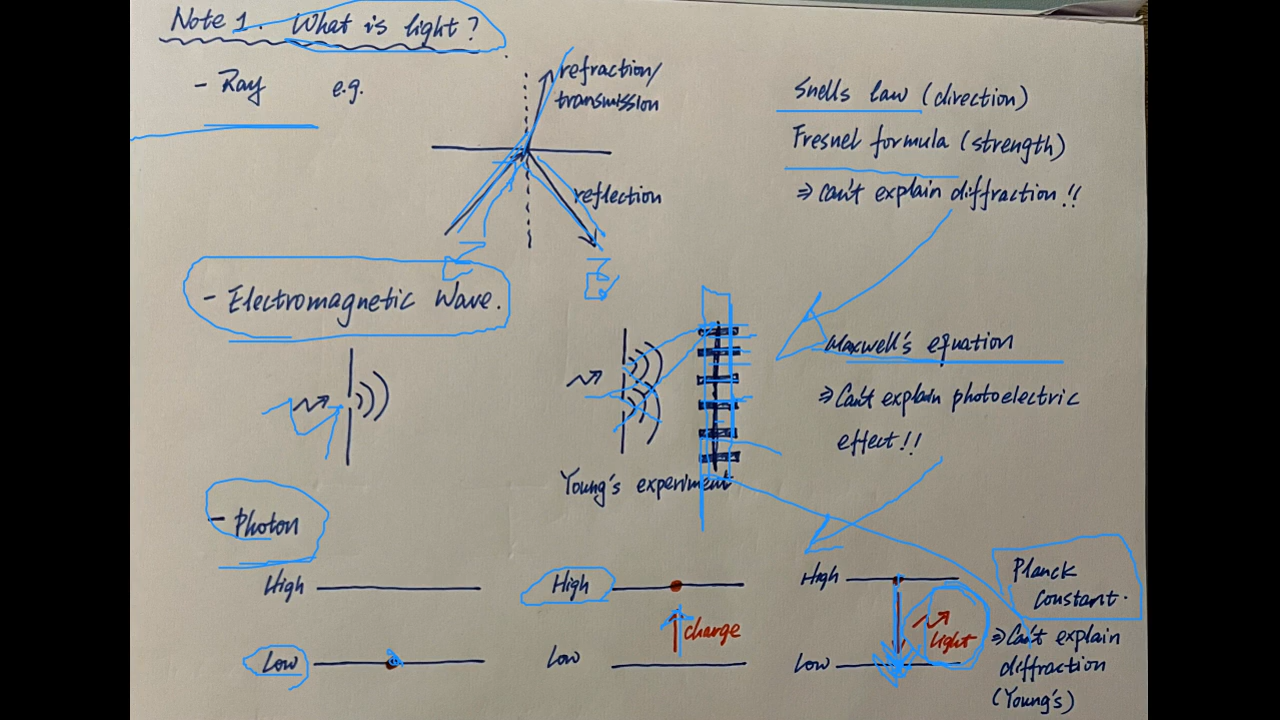 Note 1. What is light?
- Ray e.g.
refraction/
transmission
reflection
Snells law (direction)
Fresnel formula (strength)
⇒ Can't explain diffraction!!
- Electromagnetic Wave.
Young's experiment
Maxwell's equation
⇒ Can't explain photoelectric
effect!!
- Photon
High
Low
High
change
Low
High
light
Low
Planck
Constant.
⇒ Can't explain
diffraction
(Young's)